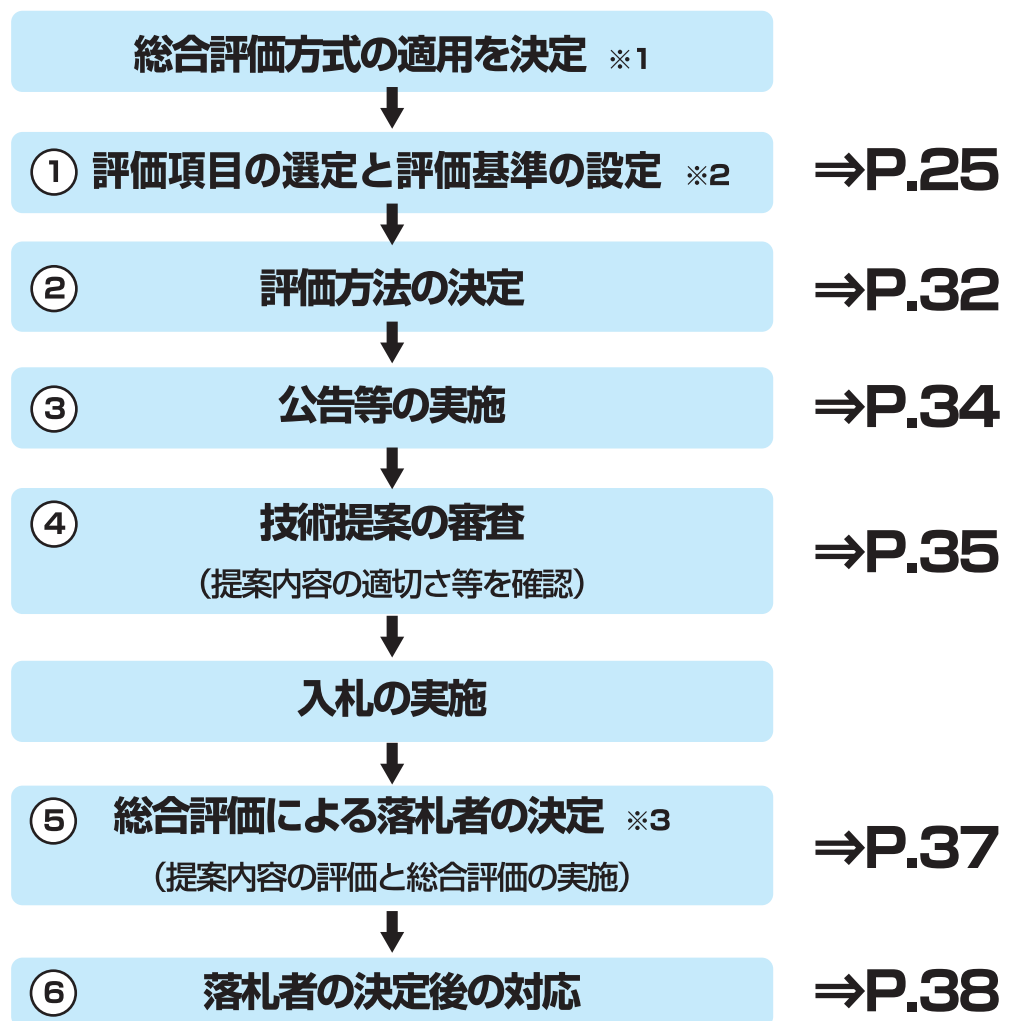 総合評価方式の適用を決定 ※1
① 評価項目の選定と評価基準の設定 ※2 ⇒P.25
② 評価方法の決定 ⇒P.32
③ 公告等の実施 ⇒P.34
④ 技術提案の審査
(提案内容の適切さ等を確認) ⇒P.35
入札の実施
⑤ 総合評価による落札者の決定 ※3
(提案内容の評価と総合評価の実施) ⇒P.37
⑥ 落札者の決定後の対応 ⇒P.38